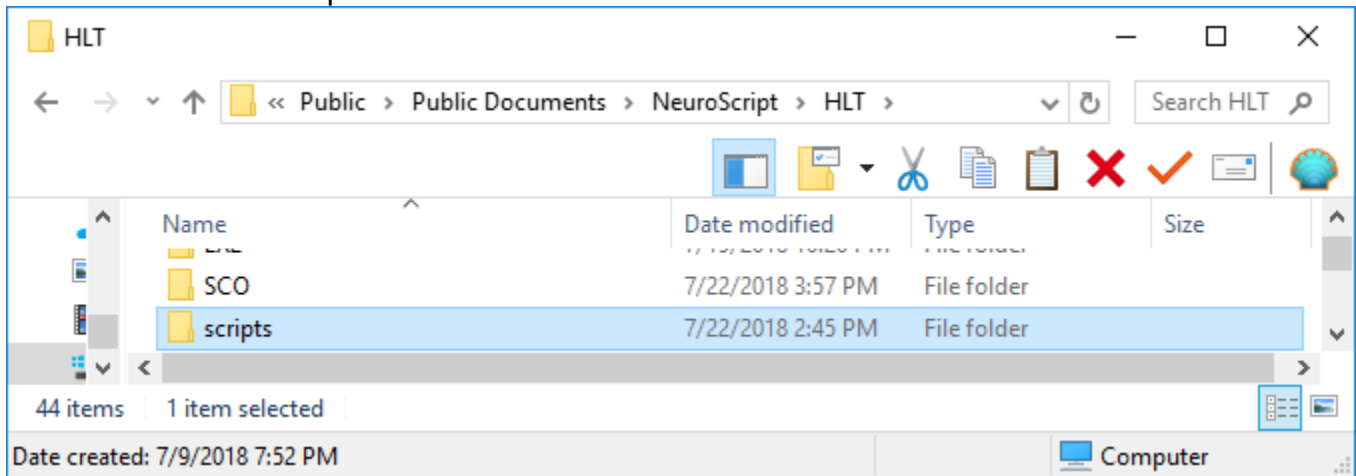 HLT
« Public > Public Documents > NeuroScript > HLT > Search HLT
Name Date modified Type Size
SCO 7/22/2018 3:57 PM File folder
scripts 7/22/2018 2:45 PM File folder
44 items 1 item selected
Date created: 7/9/2018 7:52 PM Computer